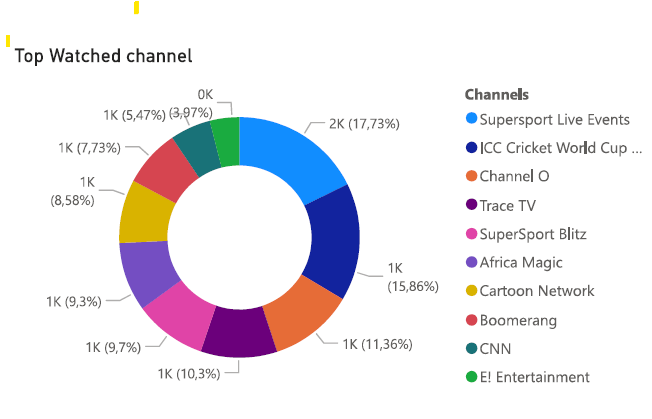 Top Watched channel
0K
(3,97%)
2K (17,73%)
1K
(15,86%)
1K (11,36%)
1K (10,3%)
1K (9,7%)
1K (9,3%)
1K
(8,58%)
1K (7,73%)
1K (5,47%)
Channels
Supersport Live Events
ICC Cricket World Cup ...
Channel O
Trace TV
SuperSport Blitz
Africa Magic
Cartoon Network
Boomerang
CNN
E! Entertainment